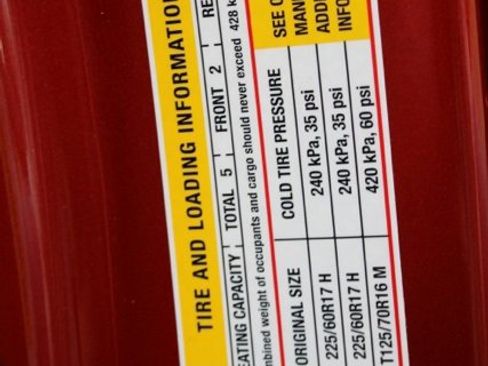 TIRE AND LOADING INFORMATION
SEATING CAPACITY TOTAL 5 FRONT 2
combined weight of occupants and cargo should never exceed 428 k
ORIGINAL SIZE COLD TIRE PRESSURE SEE O
225/60R17 H 240 kPa, 35 psi MAN
225/60R17 H 240 kPa, 35 psi ADD
T125/70R16 M 420 kPa, 60 psi INFO